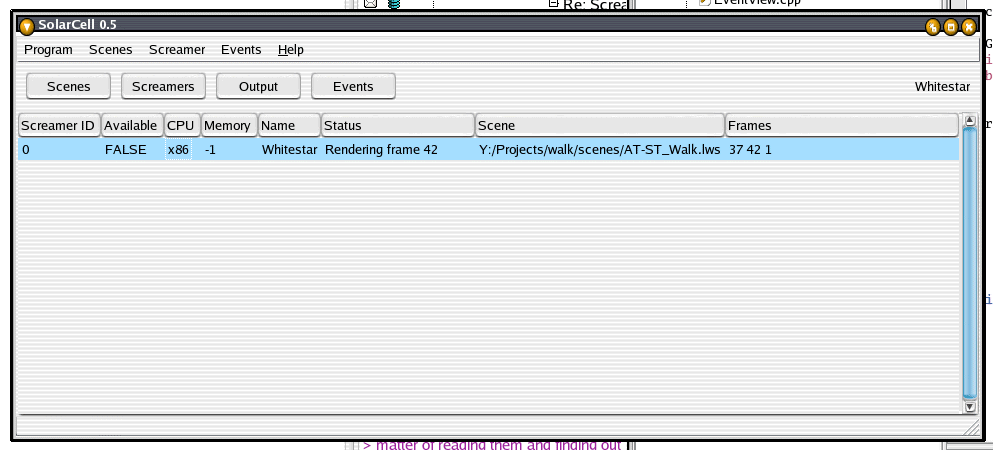 Re: Screa
EventView.cpp
SolarCell 0.5
Program Scenes Screamer Events Help
Scenes Screamers Output Events Whitestar
Screamer ID Available CPU Memory Name Status Scene Frames
0 FALSE x86 -1 Whitestar Rendering frame 42 Y:/Projects/walk/scenes/AT-ST_Walk.lws 37 42 1
> matter of reading them and finding out